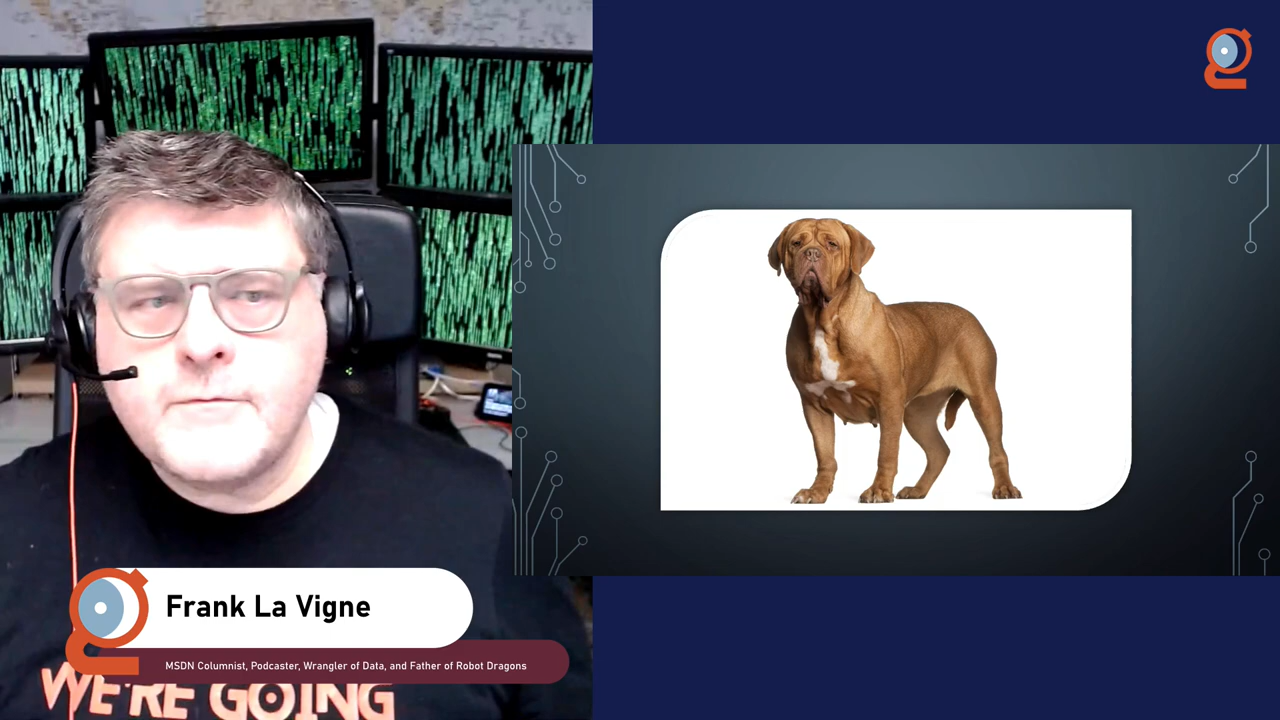 Frank La Vigne
MSDN Columnist, Podcaster, Wrangler of Data, and Father of Robot Dragons
WE'RE GOING